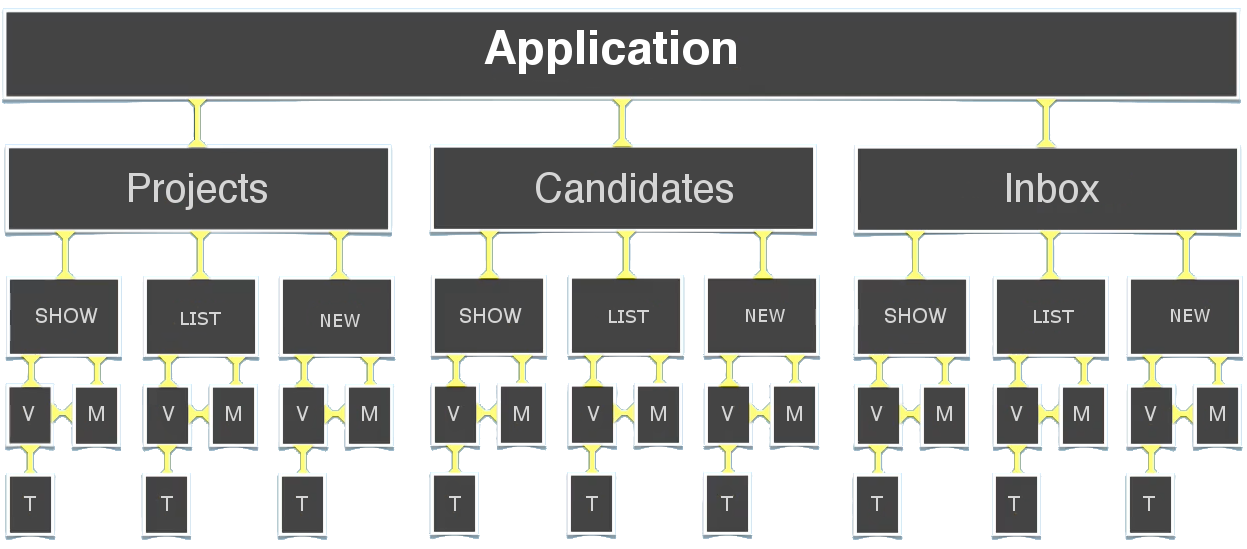 Application
Projects Candidates Inbox
SHOW LIST NEW SHOW LIST NEW SHOW LIST NEW
V M V M V M V M V M V M V M V M V M
T T T T T T T T T